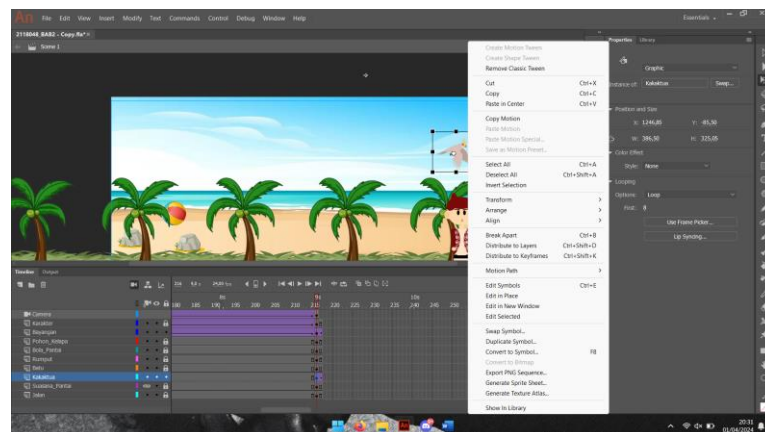 An File Edit View Insert Modify Text Commands Control Debug Window Help Essentials
2118048_BAB2 - Copy.fla*
Scene 1
Properties Library
Graphic
Instance of: Kakaktua Swap...
Position and Size
X: 1246,85 Y: -85,50
W: 386,50 H: 325,05
Color Effect
Style: None
Looping
Options: Loop
First: 8
Use Frame Picker...
Lip Syncing...
Create Motion Tween
Create Shape Tween
Remove Classic Tween
Cut Ctrl+X
Copy Ctrl+C
Paste in Center Ctrl+V
Copy Motion
Paste Motion
Paste Motion Special...
Save as Motion Preset...
Select All Ctrl+A
Deselect All Ctrl+Shift+A
Invert Selection
Transform
Arrange
Align
Break Apart Ctrl+B
Distribute to Layers Ctrl+Shift+D
Distribute to Keyframes Ctrl+Shift+K
Motion Path
Edit Symbols Ctrl+E
Edit in Place
Edit in New Window
Edit Selected
Swap Symbol...
Duplicate Symbol...
Convert to Symbol... F8
Convert to Bitmap
Export PNG Sequence...
Generate Sprite Sheet...
Generate Texture Atlas...
Show In Library
Timeline Output
8s 9s 10s
180 185 190 195 200 205 210 215 220 225 230 235 240 245 250
Camera
Karakter
Bayangan
Pohon_Kelapa
Bola_Pantai
Rumput
Batu
Kakaktua
Suasana_Pantai
Jalan
20:31
01/04/2024